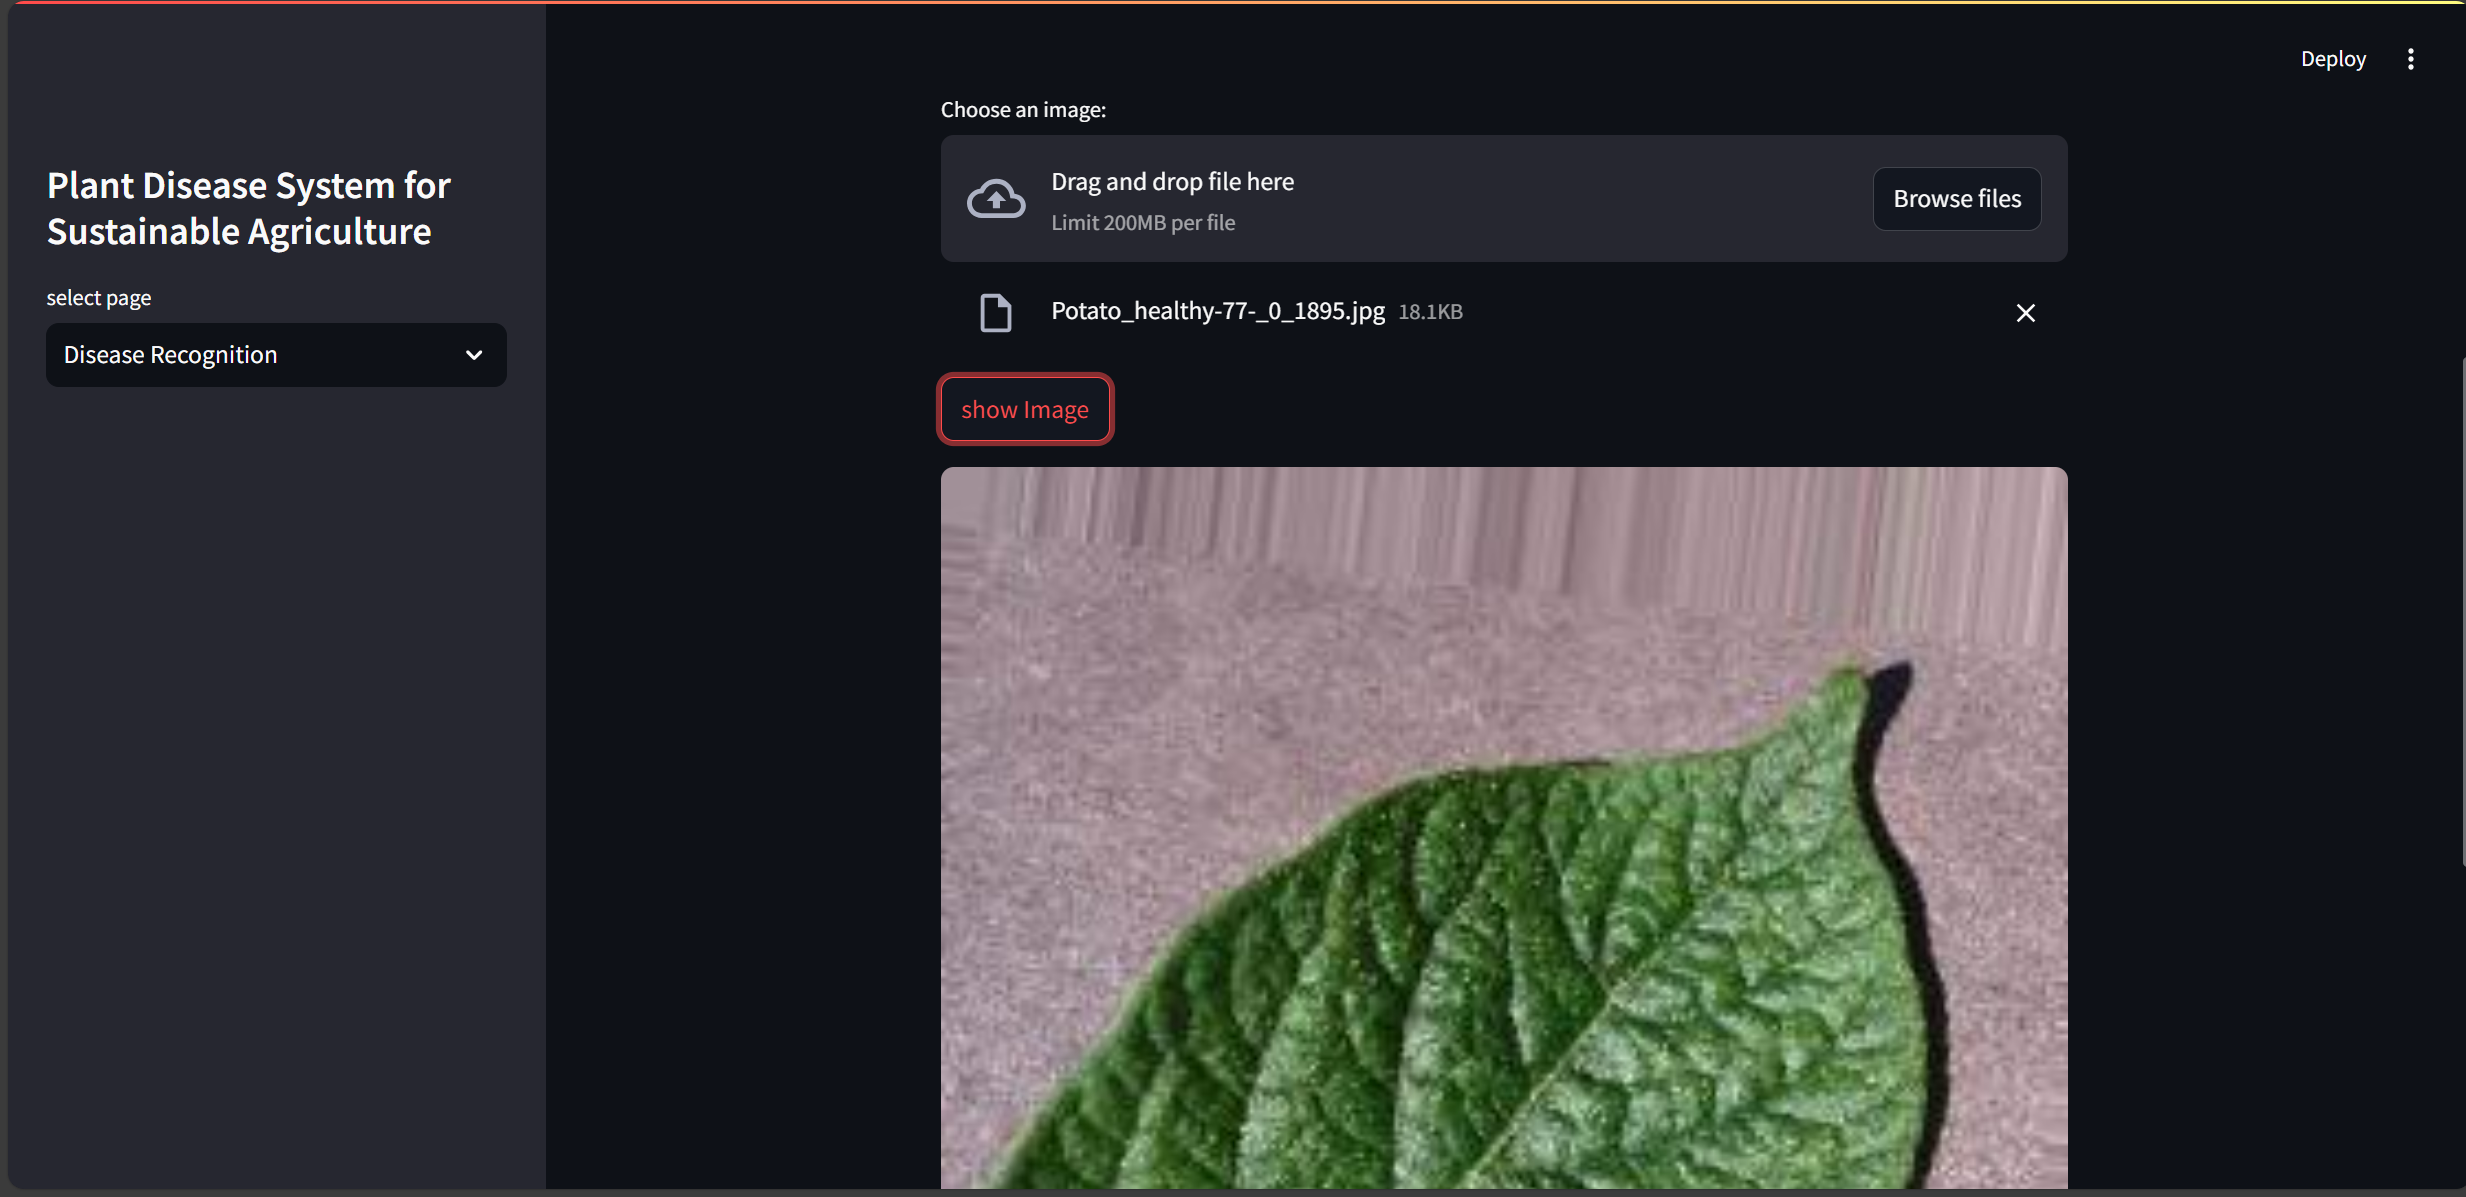 Deploy
Plant Disease System for
Sustainable Agriculture
select page
Disease Recognition
Choose an image:
Drag and drop file here
Limit 200MB per file
Browse files
Potato_healthy-77-_0_1895.jpg 18.1KB
show Image